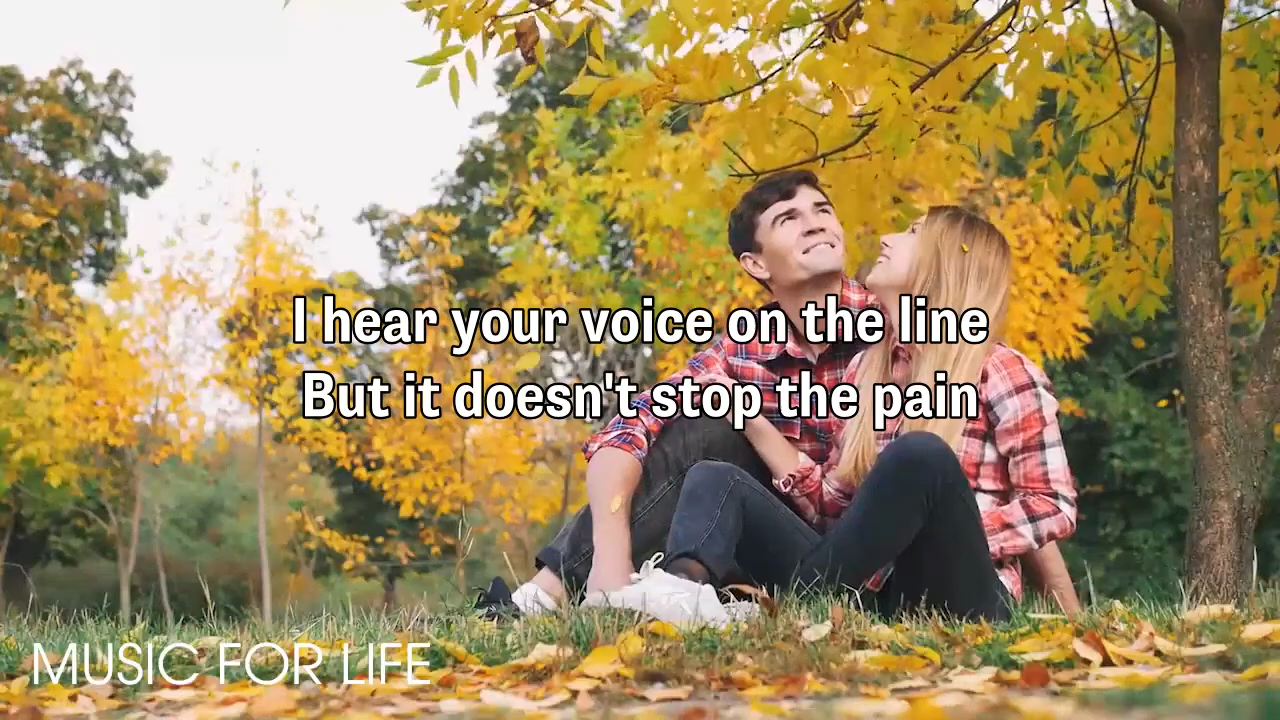 I hear your voice on the line
But it doesn't stop the pain
MUSIC FOR LIFE